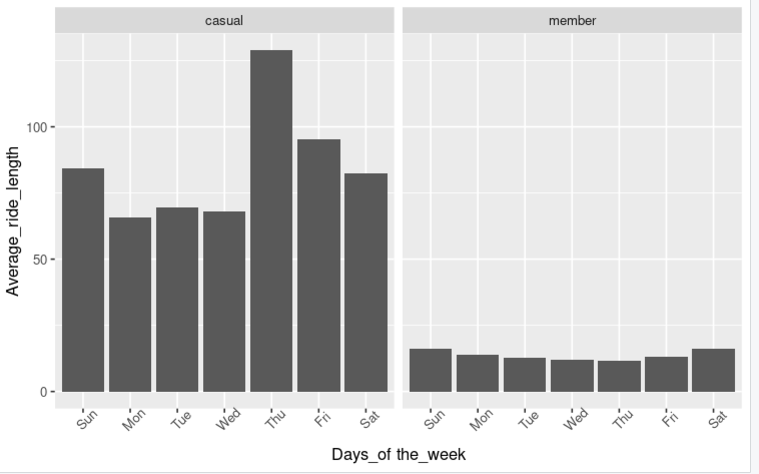 casual member
100
50
0
Average_ride_length
Sun Mon Tue Wed Thu Fri Sat Sun Mon Tue Wed Thu Fri Sat
Days_of the_week